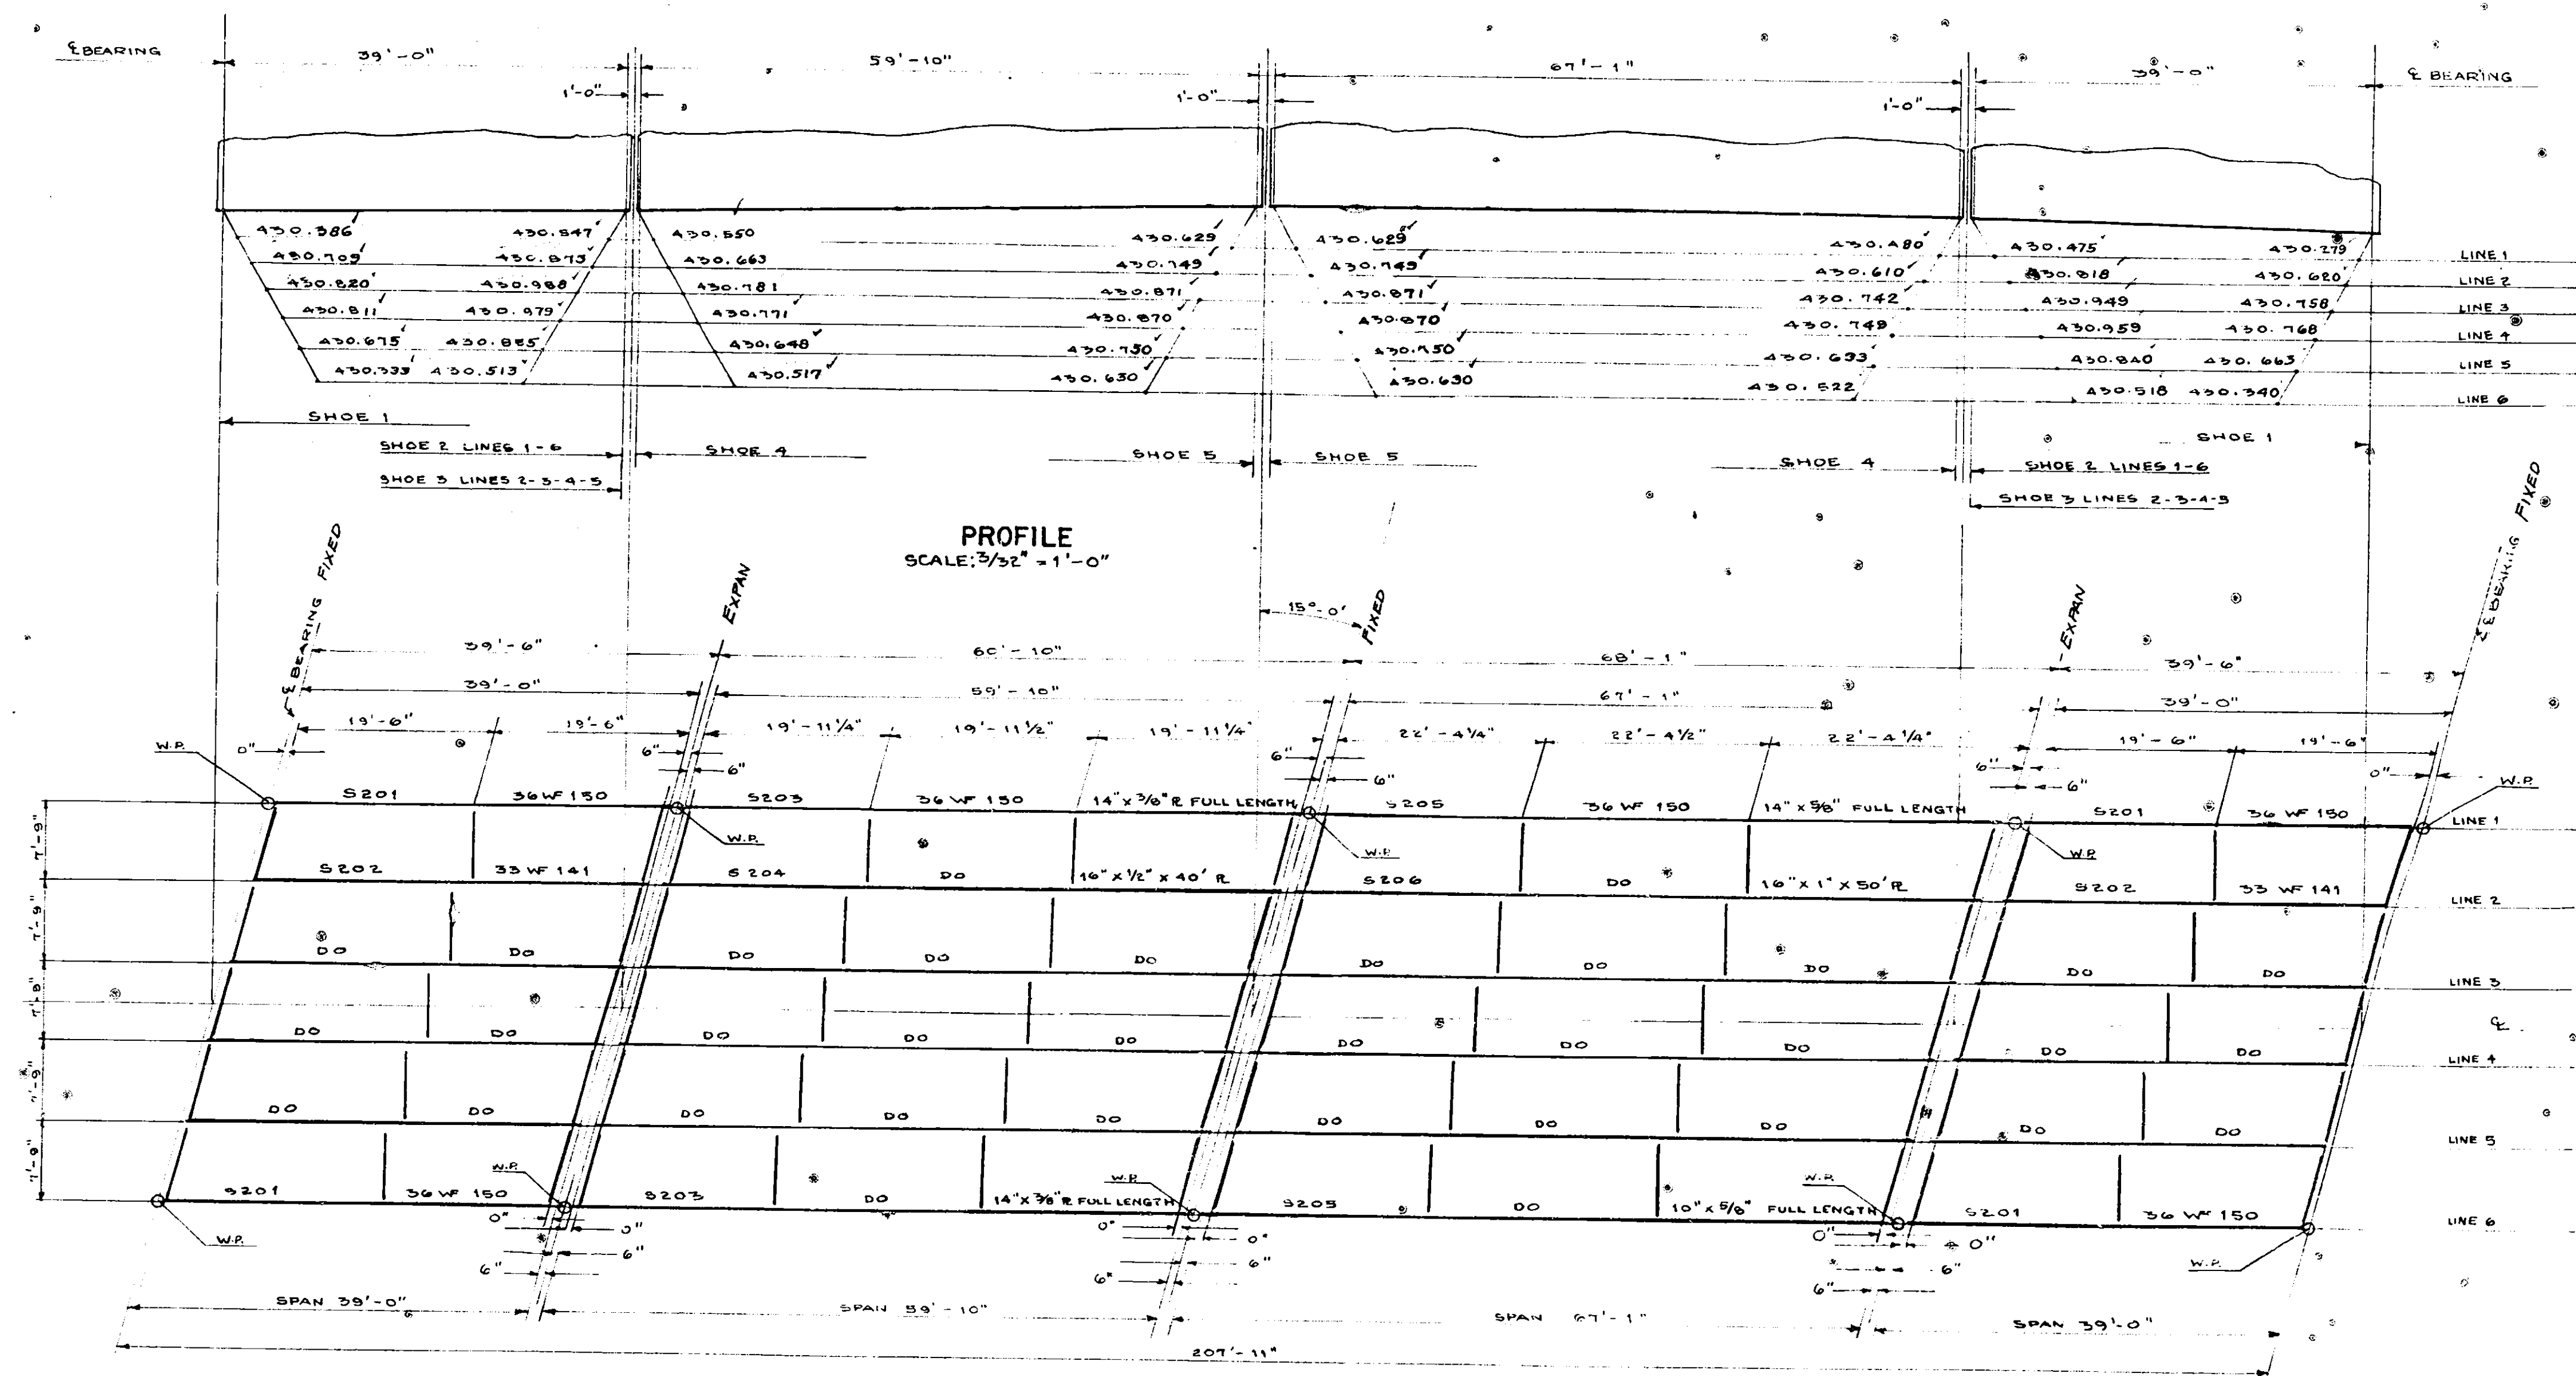 ℄ BEARING 39'-0" 59'-10" 67'-1" 39'-0" ℄ BEARING
1'-0" 1'-0" 1'-0"
430.386 430.547 430.550 430.629 430.629 430.480 430.475 430.279 LINE 1
430.709 430.873 430.663 430.749 430.749 430.610 430.818 430.620 LINE 2
430.820 430.988 430.781 430.871 430.871 430.742 430.949 430.758 LINE 3
430.811 430.979 430.771 430.870 430.870 430.749 430.959 430.768 LINE 4
430.675 430.648 430.750 430.750 430.633 430.840 430.663 LINE 5
430.333 430.513 430.517 430.630 430.630 430.522 430.518 430.340 LINE 6
SHOE 1 SHOE 1
SHOE 2 LINES 1-6 SHOE 4 SHOE 5 SHOE 5 SHOE 4 SHOE 2 LINES 1-6
SHOE 3 LINES 2-3-4-5 SHOE 3 LINES 2-3-4-5
PROFILE
SCALE: 3/32" = 1'-0"
℄ BEARING FIXED EXPAN 15°-0' FIXED EXPAN ℄ BEARING FIXED
39'-6" 60'-10" 68'-1" 39'-6"
39'-0" 59'-10" 67'-1" 39'-0"
19'-6" 19'-6" 19'-11 1/4" 19'-11 1/2" 19'-11 1/4" 22'-4 1/4" 22'-4 1/2" 22'-4 1/4" 19'-6" 19'-6"
W.P. 0" 6" 6" 6" 0" W.P.
6" 6" 6"
S201 36 WF 150 S203 36 WF 150 14" X 3/8" ℞ FULL LENGTH S205 36 WF 150 14" X 5/8" FULL LENGTH S201 36 WF 150 LINE 1
7'-9" W.P. W.P. W.P.
S202 33 WF 141 S204 DO 16" X 1/2" X 40' ℞ S206 DO 16" X 1" X 50' ℞ S202 33 WF 141 LINE 2
7'-9"
DO DO DO DO DO DO DO DO DO DO LINE 3
7'-8" ℄
DO DO DO DO DO DO DO DO DO DO LINE 4
7'-9"
DO DO DO DO DO DO DO DO DO DO LINE 5
7'-9" W.P. W.P. W.P.
S201 36 WF 150 S203 DO 14" X 3/8" ℞ FULL LENGTH S205 DO 10" X 5/8" FULL LENGTH S201 36 WF 150 LINE 6
W.P. 0" 0" 0" 0" 0" 0" W.P.
6" 6" 6"
6" 6" 6"
SPAN 39'-0" SPAN 59'-10" SPAN 67'-1" SPAN 39'-0"
207'-11"